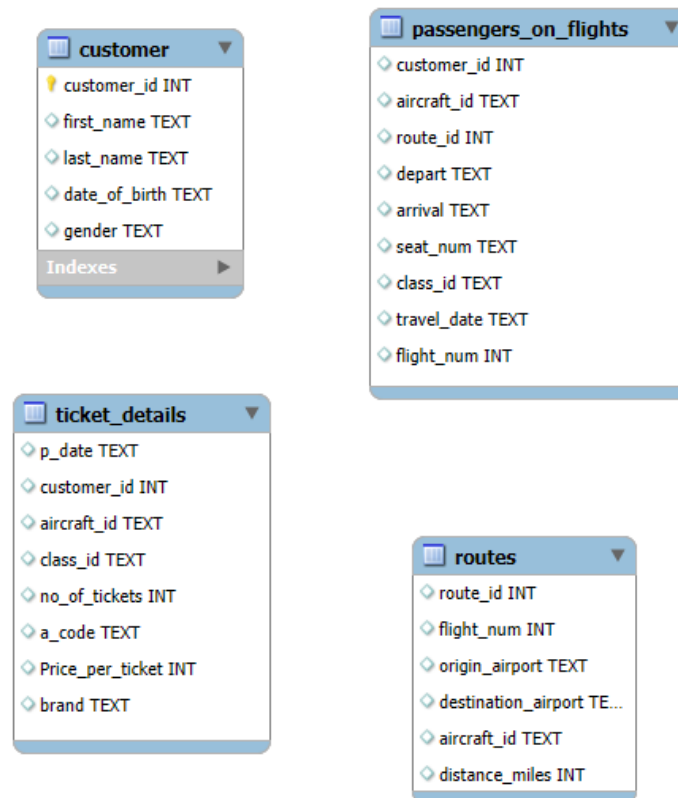 customer
customer_id INT
first_name TEXT
last_name TEXT
date_of_birth TEXT
gender TEXT
Indexes
passengers_on_flights
customer_id INT
aircraft_id TEXT
route_id INT
depart TEXT
arrival TEXT
seat_num TEXT
class_id TEXT
travel_date TEXT
flight_num INT
ticket_details
p_date TEXT
customer_id INT
aircraft_id TEXT
class_id TEXT
no_of_tickets INT
a_code TEXT
Price_per_ticket INT
brand TEXT
routes
route_id INT
flight_num INT
origin_airport TEXT
destination_airport TE...
aircraft_id TEXT
distance_miles INT